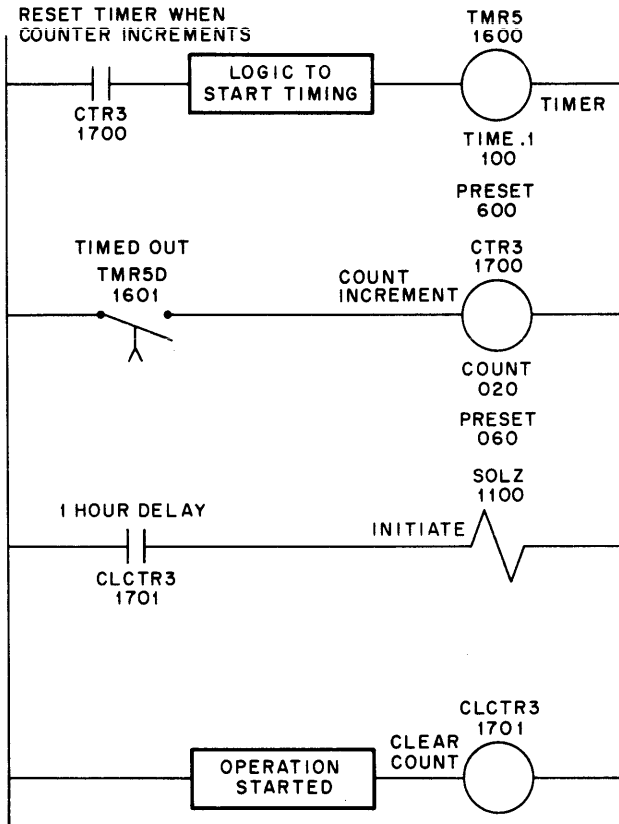 RESET TIMER WHEN
COUNTER INCREMENTS
CTR3
1700
LOGIC TO
START TIMING
TMR5
1600
TIMER
TIME .1
100
PRESET
600
TIMED OUT
TMR5D
1601
COUNT
INCREMENT
CTR3
1700
COUNT
020
PRESET
060
1 HOUR DELAY
CLCTR3
1701
INITIATE
SOLZ
1100
OPERATION
STARTED
CLEAR
COUNT
CLCTR3
1701